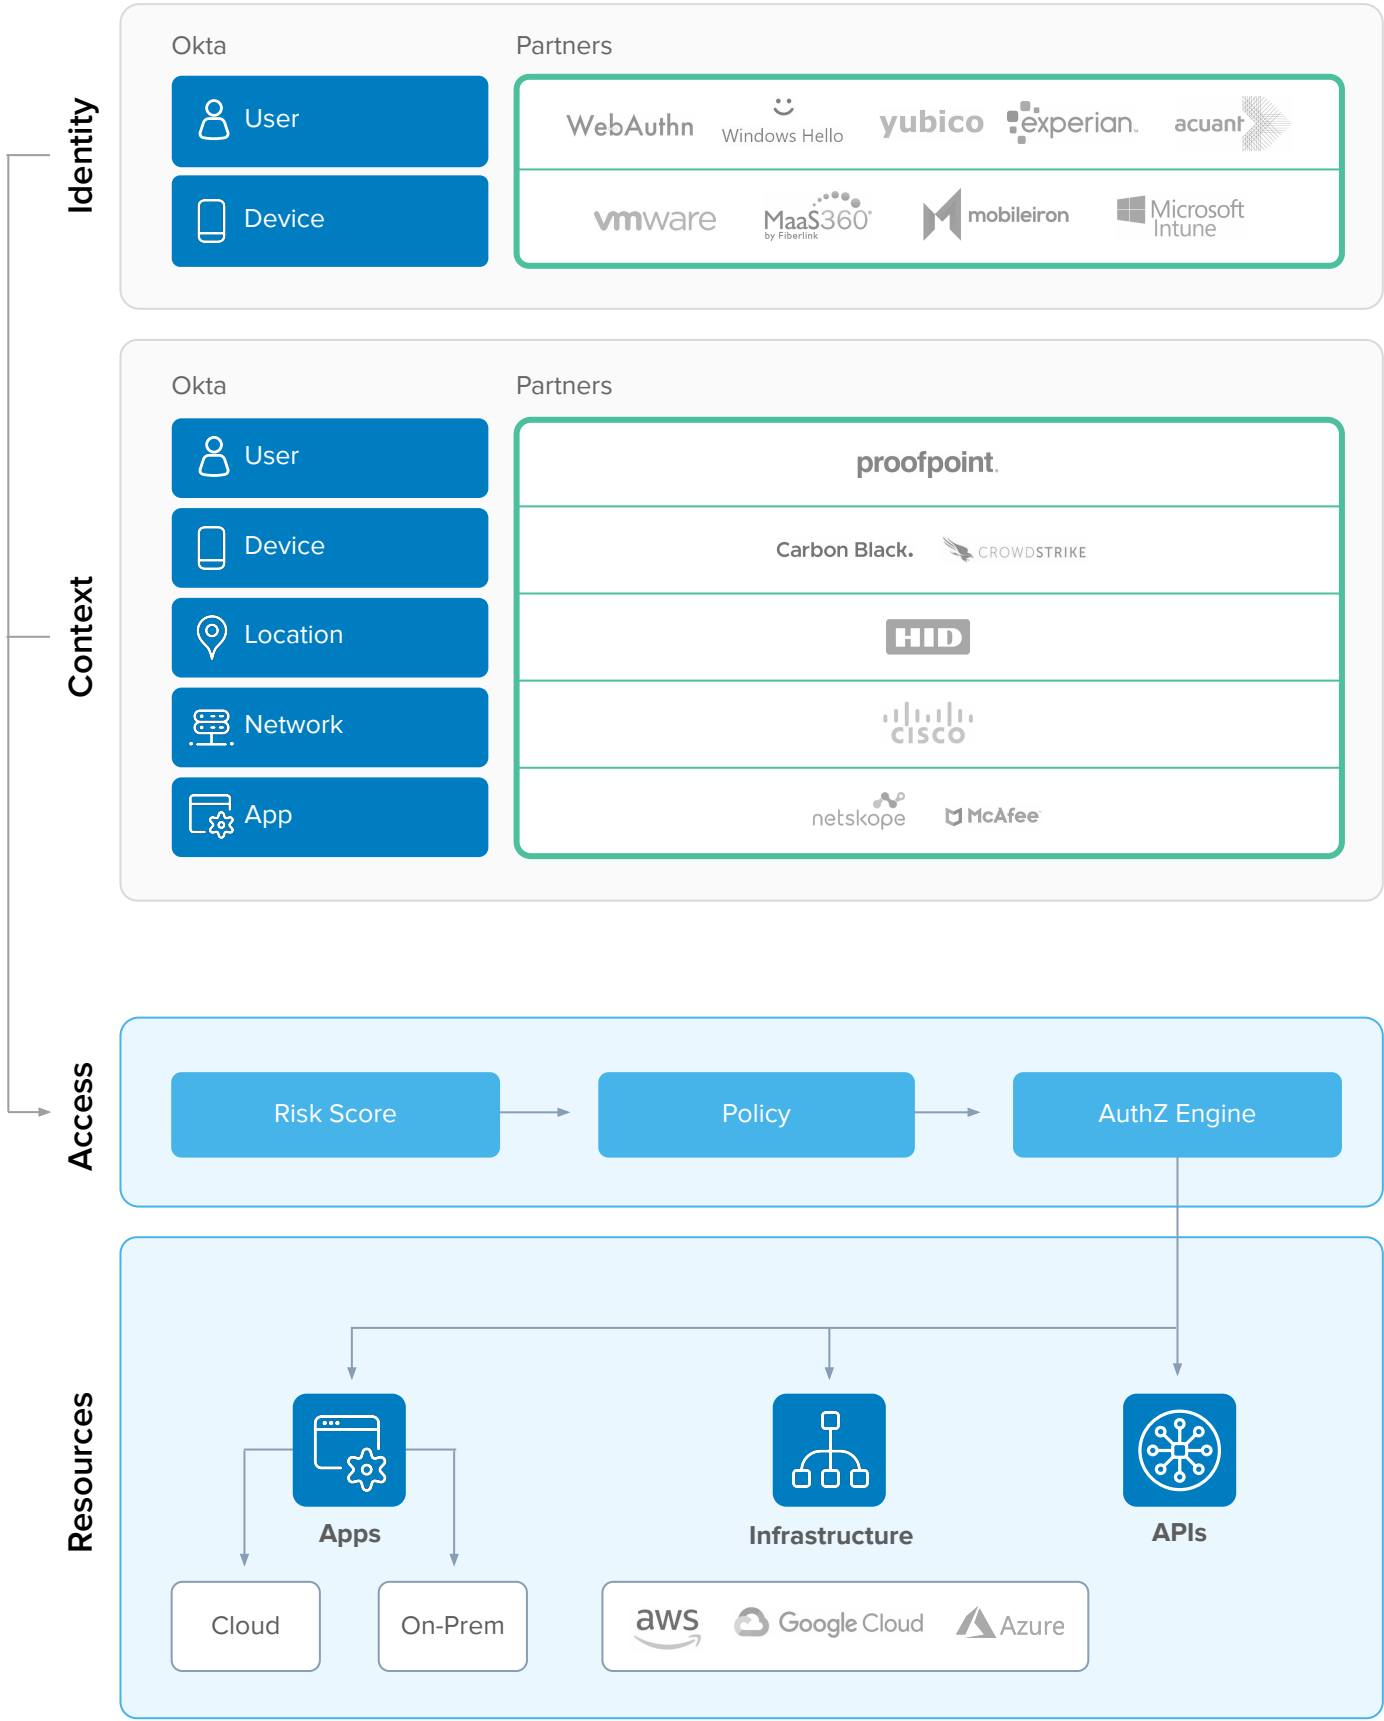 Identity
Okta
Partners
User
WebAuthn
Windows Hello
yubico
experian
acuant
Device
vmware
MaaS360
by Fiberlink
mobileiron
Microsoft
Intune
Context
Okta
Partners
User
proofpoint
Device
Carbon Black.
CROWDSTRIKE
Location
HID
Network
CISCO
App
netskope
McAfee
Access
Risk Score
Policy
AuthZ Engine
Resources
Apps
Infrastructure
APIs
Cloud
On-Prem
aws
Google Cloud
Azure